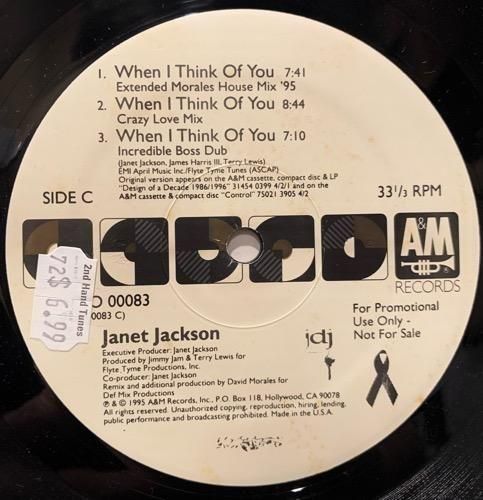 1. When I Think Of You 7:41
Extended Morales House Mix '95
2. When I Think Of You 8:44
Crazy Love Mix
3. When I Think Of You 7:10
Incredible Boss Dub
(Janet Jackson, James Harris III, Terry Lewis)
EMI April Music Inc./Flyte Tyme Tunes (ASCAP)
Original version appears on the A&M cassette, compact disc & LP
"Design of a Decade 1986/1996" 31454 0399 4/2/1 and on the
A&M cassette & compact disc "Control" 75021 3905 4/2
SIDE C
33 1/3 RPM
A&M
RECORDS
2nd Hand Tunes
72$ 6.99
00083
0083 C)
For Promotional
Use Only -
Not For Sale
Janet Jackson
jdj
Executive Producer: Janet Jackson
Produced by Jimmy Jam & Terry Lewis for
Flyte Tyme Productions, Inc.
Co-producer: Janet Jackson
Remix and additional production by David Morales for
Def Mix Productions
℗ & © 1995 A&M Records, Inc., P.O. Box 118, Hollywood, CA 90078
All rights reserved. Unauthorized copying, reproduction, hiring, lending,
public performance and broadcasting prohibited. Made in the U.S.A.